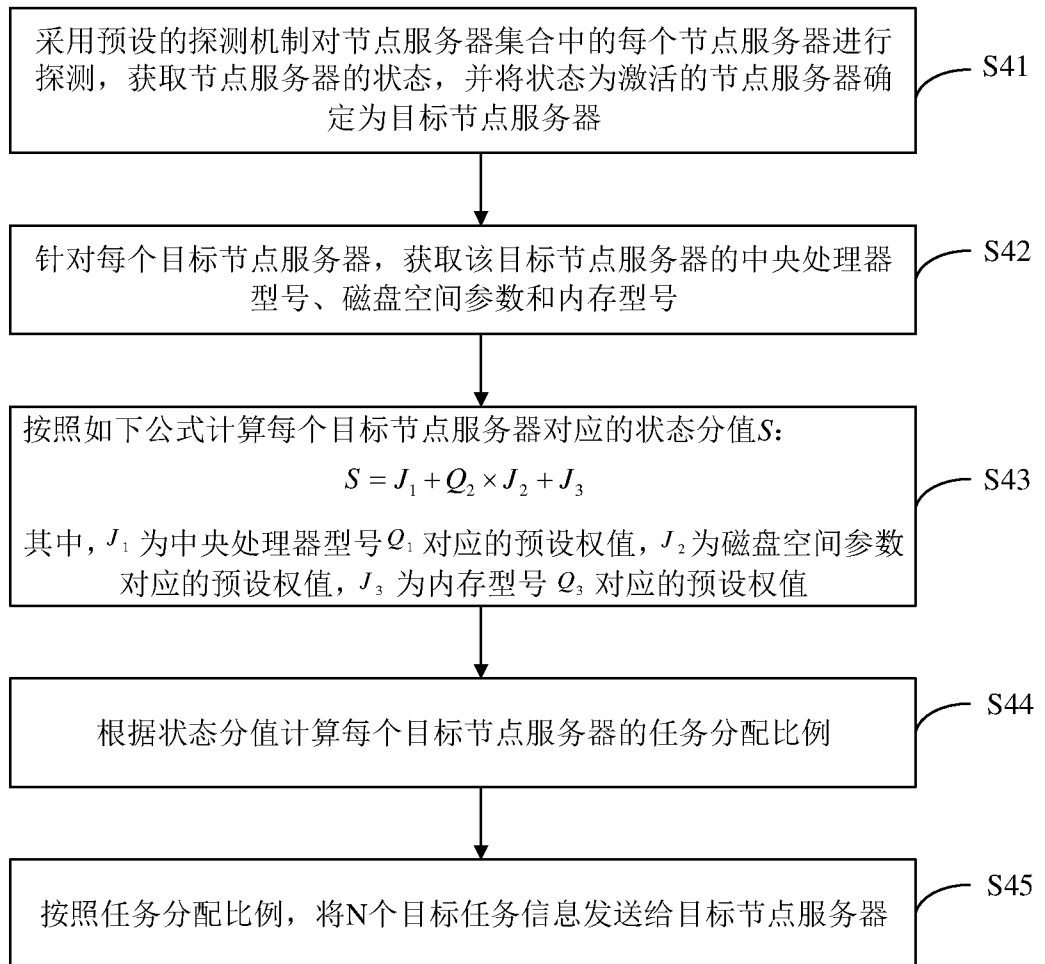 采用预设的探测机制对节点服务器集合中的每个节点服务器进行
探测，获取节点服务器的状态，并将状态为激活的节点服务器确
定为目标节点服务器
S41
针对每个目标节点服务器，获取该目标节点服务器的中央处理器
型号、磁盘空间参数和内存型号
S42
按照如下公式计算每个目标节点服务器对应的状态分值S：
S = J₁ + Q₂ × J₂ + J₃
其中，J₁ 为中央处理器型号Q₁ 对应的预设权值，J₂为磁盘空间参数
对应的预设权值，J₃ 为内存型号 Q₃ 对应的预设权值
S43
根据状态分值计算每个目标节点服务器的任务分配比例
S44
按照任务分配比例，将N个目标任务信息发送给目标节点服务器
S45